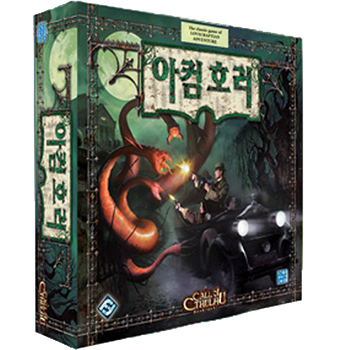 The classic game of
LOVECRAFTIAN
ADVENTURE
아컴 호러
아컴 호러
CALL of
CTHULHU